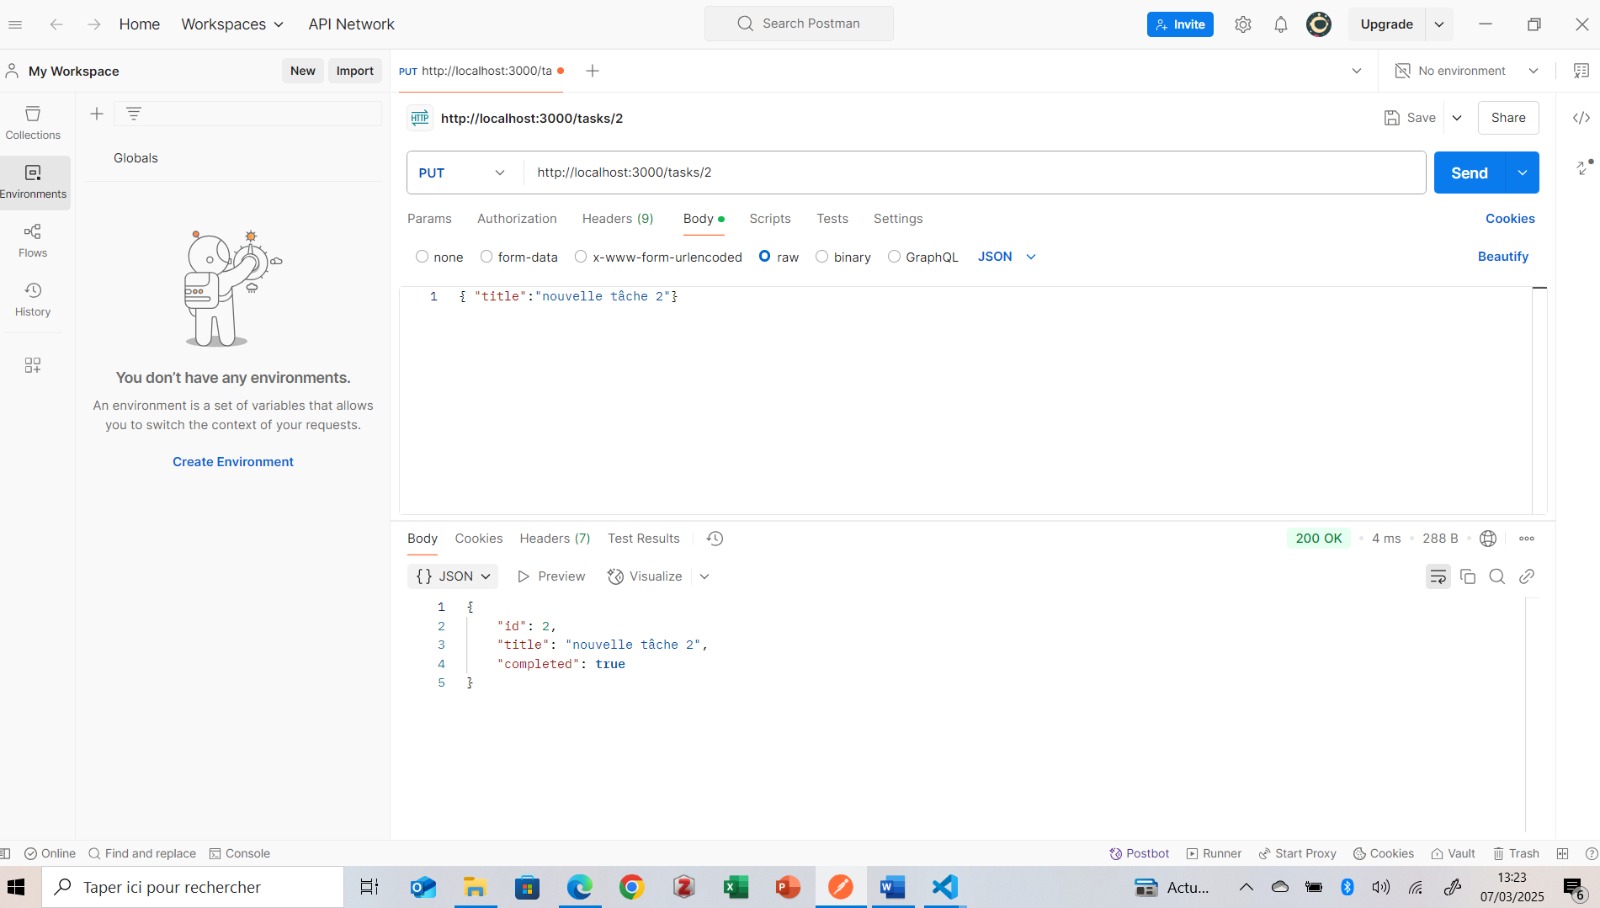 Home Workspaces API Network Search Postman Invite Upgrade
My Workspace New Import PUT http://localhost:3000/ta No environment
HTTP http://localhost:3000/tasks/2 Save Share
Collections
Globals
Environments
Flows
History
You don't have any environments.
An environment is a set of variables that allows
you to switch the context of your requests.
Create Environment
PUT http://localhost:3000/tasks/2 Send
Params Authorization Headers (9) Body Scripts Tests Settings Cookies
none form-data x-www-form-urlencoded raw binary GraphQL JSON Beautify
1 { "title":"nouvelle tâche 2"}
Body Cookies Headers (7) Test Results 200 OK 4 ms 288 B
{} JSON Preview Visualize
1 {
2 "id": 2,
3 "title": "nouvelle tâche 2",
4 "completed": true
5 }
Online Find and replace Console Postbot Runner Start Proxy Cookies Vault Trash
Taper ici pour rechercher Actu... 13:23
07/03/2025 6